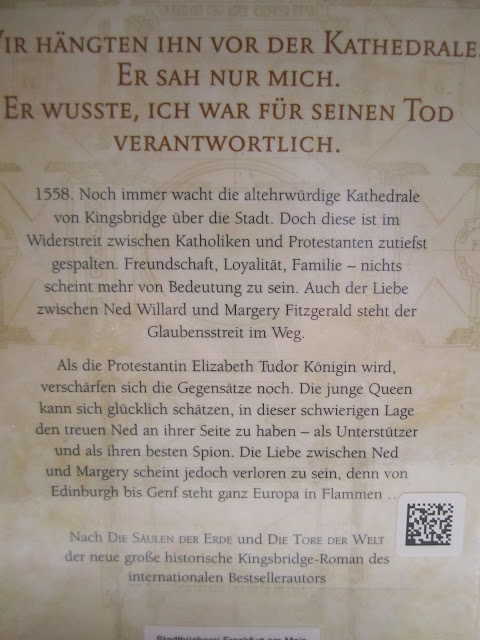 WIR HÄNGTEN IHN VOR DER KATHEDRALE.
ER SAH NUR MICH.
ER WUSSTE, ICH WAR FÜR SEINEN TOD
VERANTWORTLICH.
1558. Noch immer wacht die altehrwürdige Kathedrale
von Kingsbridge über die Stadt. Doch diese ist im
Widerstreit zwischen Katholiken und Protestanten zutiefst
gespalten. Freundschaft, Loyalität, Familie – nichts
scheint mehr von Bedeutung zu sein. Auch der Liebe
zwischen Ned Willard und Margery Fitzgerald steht der
Glaubensstreit im Weg.
Als die Protestantin Elizabeth Tudor Königin wird,
verschärfen sich die Gegensätze noch. Die junge Queen
kann sich glücklich schätzen, in dieser schwierigen Lage
den treuen Ned an ihrer Seite zu haben – als Unterstützer
und als ihren besten Spion. Die Liebe zwischen Ned
und Margery scheint jedoch verloren zu sein, denn von
Edinburgh bis Genf steht ganz Europa in Flammen ...
Nach DIE SÄULEN DER ERDE und DIE TORE DER WELT
der neue große historische Kingsbridge-Roman des
internationalen Bestsellerautors
Stadtbücherei Frankfurt am Main